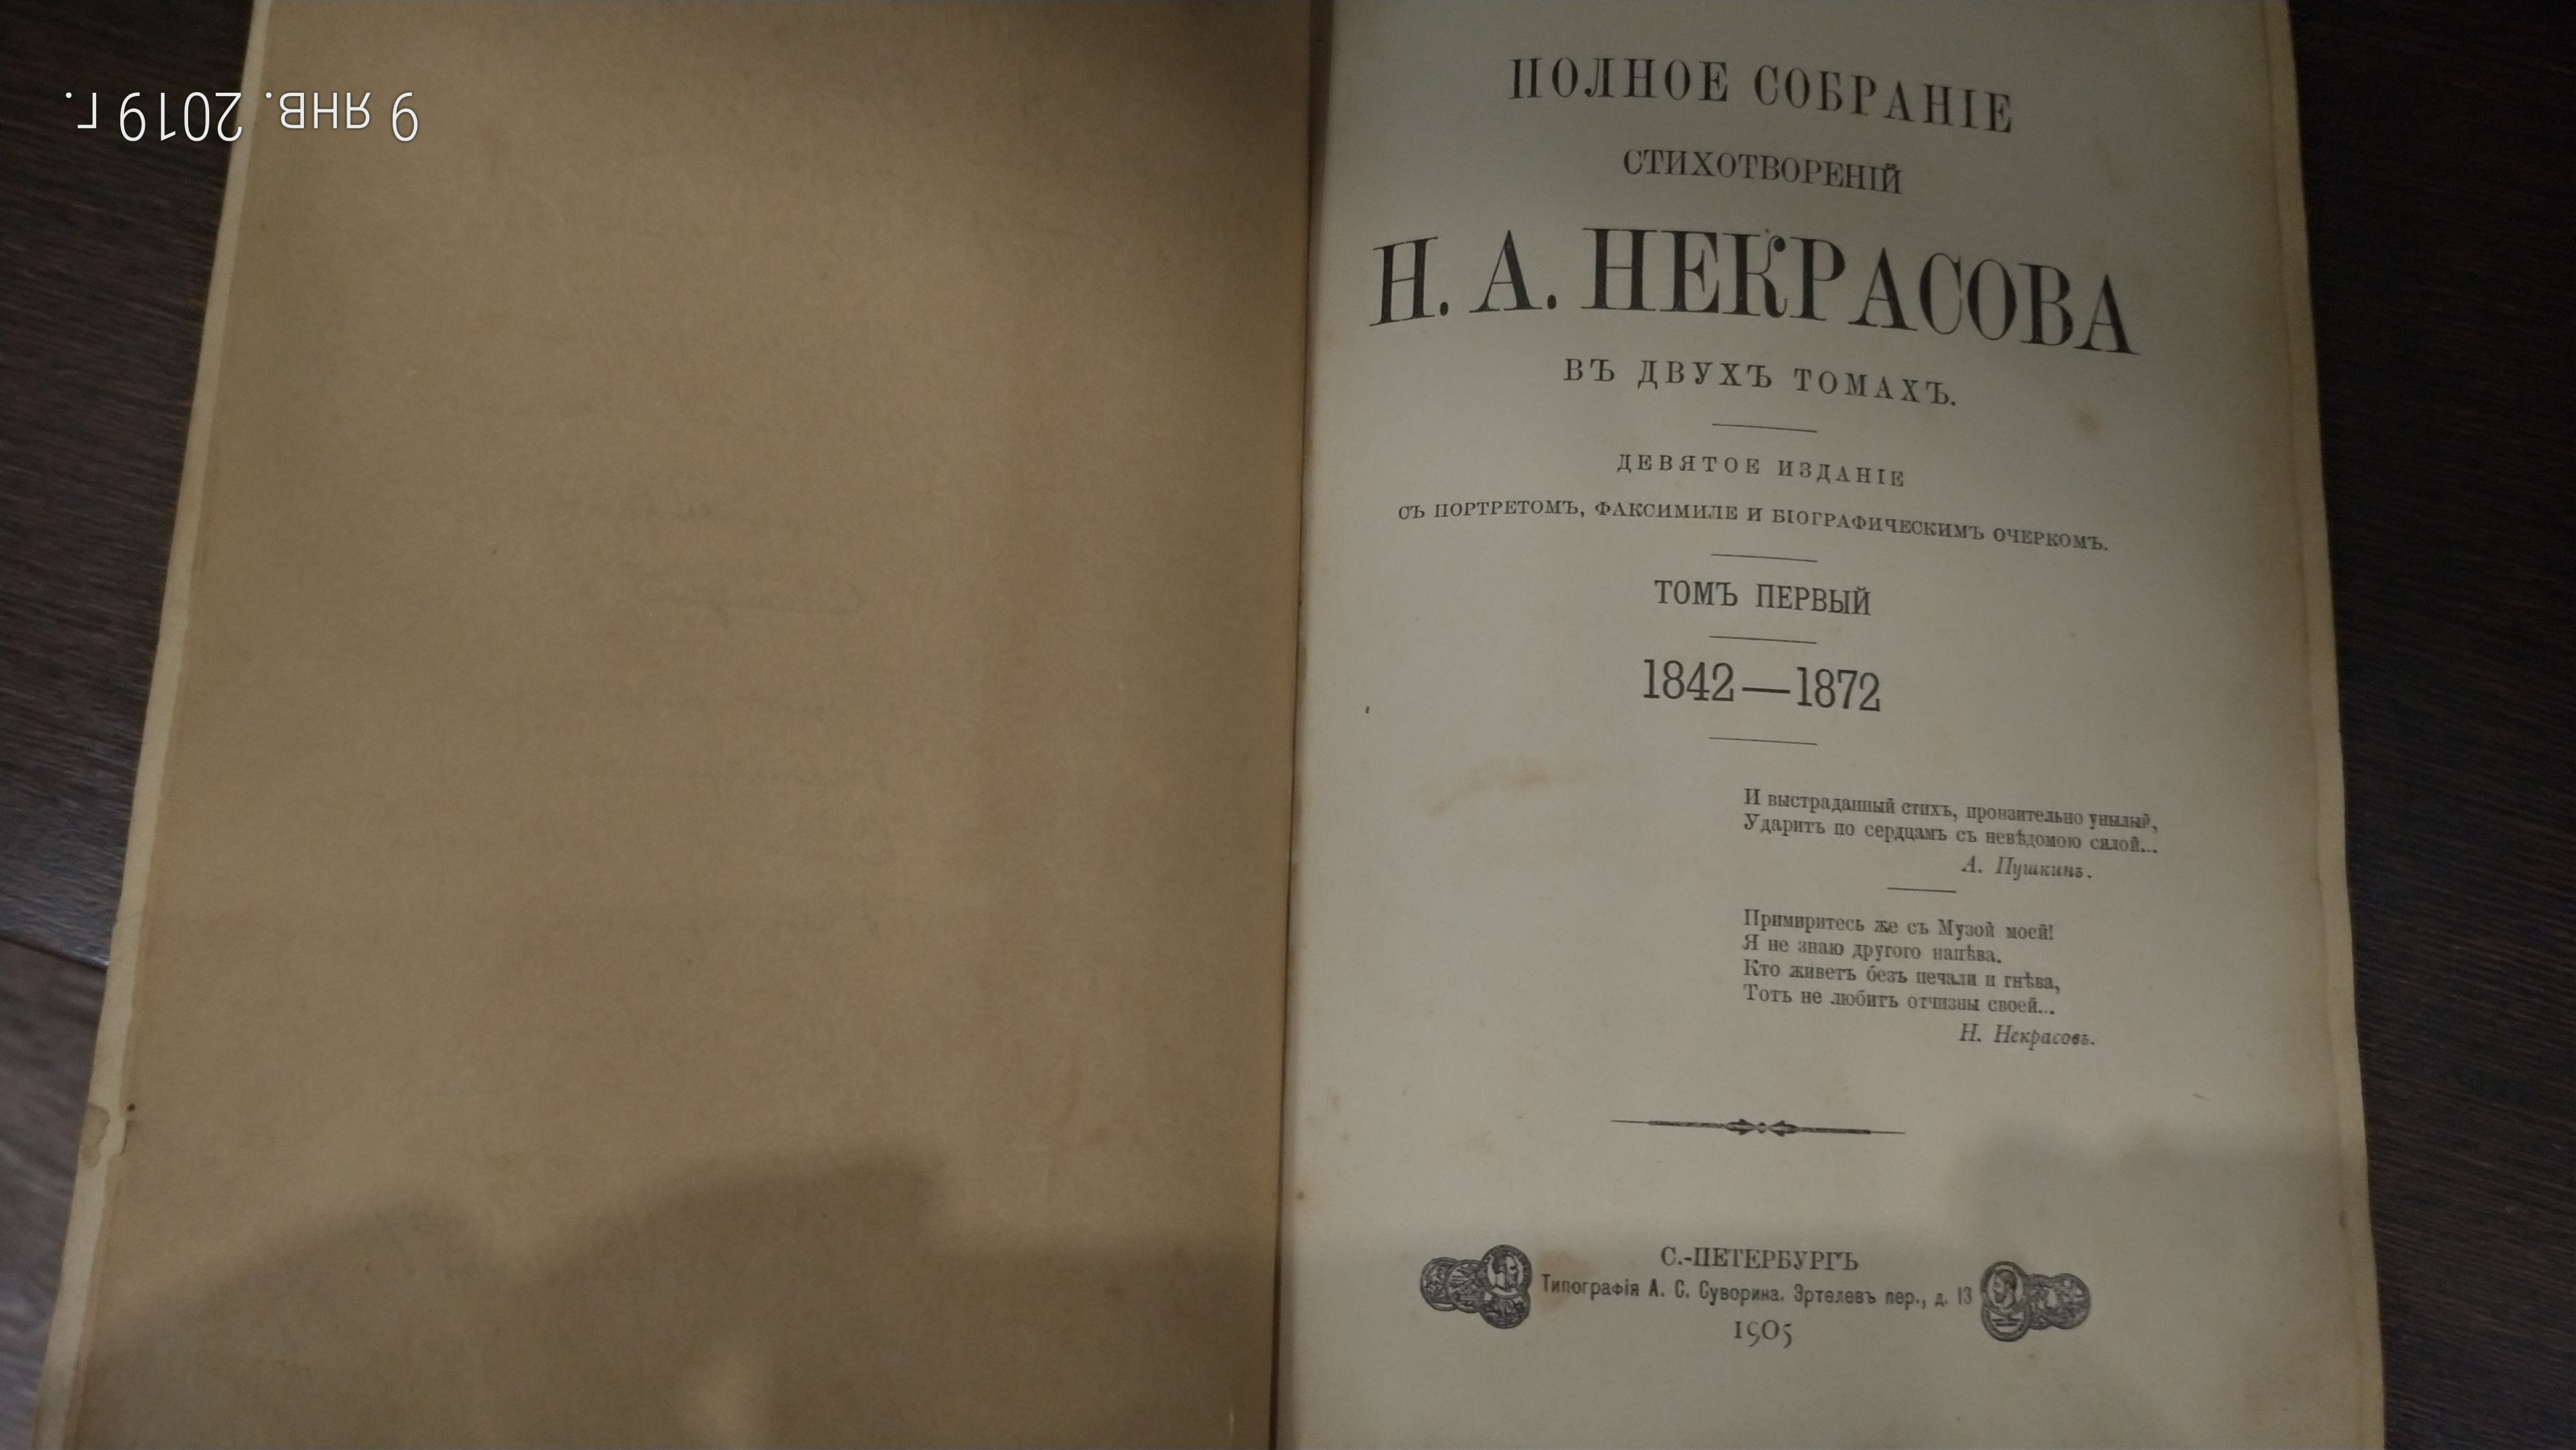 9 янв. 2019 г.
ПОЛНОЕ СОБРАНІЕ
СТИХОТВОРЕНІЙ
Н. А. НЕКРАСОВА
ВЪ ДВУХЪ ТОМАХЪ.
ДЕВЯТОЕ ИЗДАНІЕ
СЪ ПОРТРЕТОМЪ, ФАКСИМИЛЕ И БІОГРАФИЧЕСКИМЪ ОЧЕРКОМЪ.
ТОМЪ ПЕРВЫЙ
1842—1872
И выстраданный стихъ, пронзительно унылый,
Ударитъ по сердцамъ съ невѣдомою силой...
А. Пушкинъ.
Примиритесь же съ Музой моей!
Я не знаю другого напѣва.
Кто живетъ безъ печали и гнѣва,
Тотъ не любитъ отчизны своей...
Н. Некрасовъ.
С.-ПЕТЕРБУРГЪ
Типографія А. С. Суворина. Эртелевъ пер., д. 13
1905